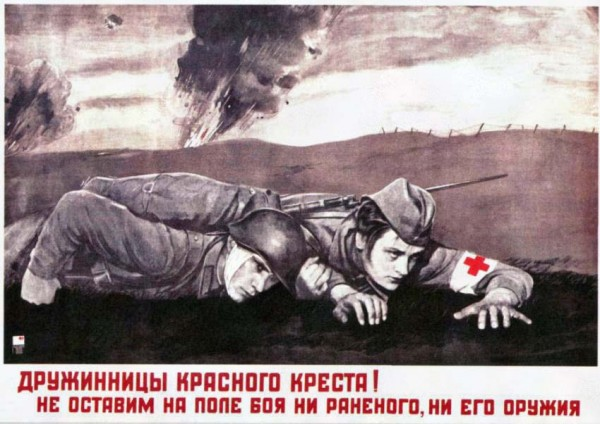 ДРУЖИННИЦЫ КРАСНОГО КРЕСТА!
НЕ ОСТАВИМ НА ПОЛЕ БОЯ НИ РАНЕНОГО, НИ ЕГО ОРУЖИЯ